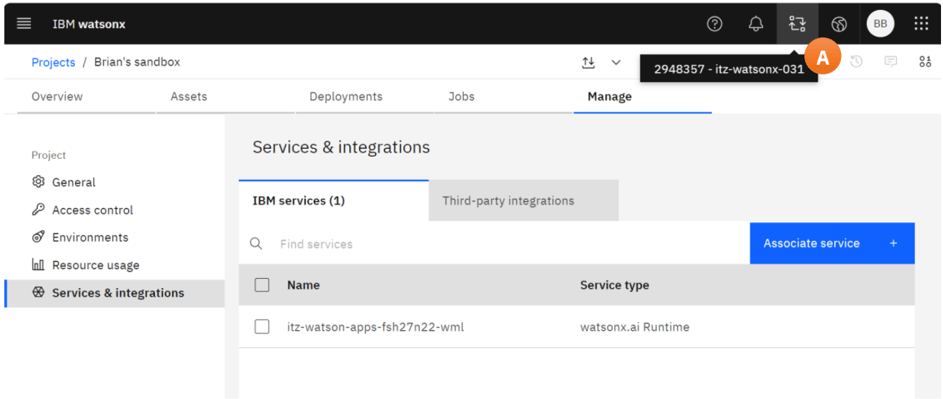 IBM watsonx
BB
Projects / Brian's sandbox
2948357 - itz-watsonx-031
A
Overview
Assets
Deployments
Jobs
Manage
Project
General
Access control
Environments
Resource usage
Services & integrations
Services & integrations
IBM services (1)
Third-party integrations
Find services
Associate service +
Name
Service type
itz-watson-apps-fsh27n22-wml
watsonx.ai Runtime